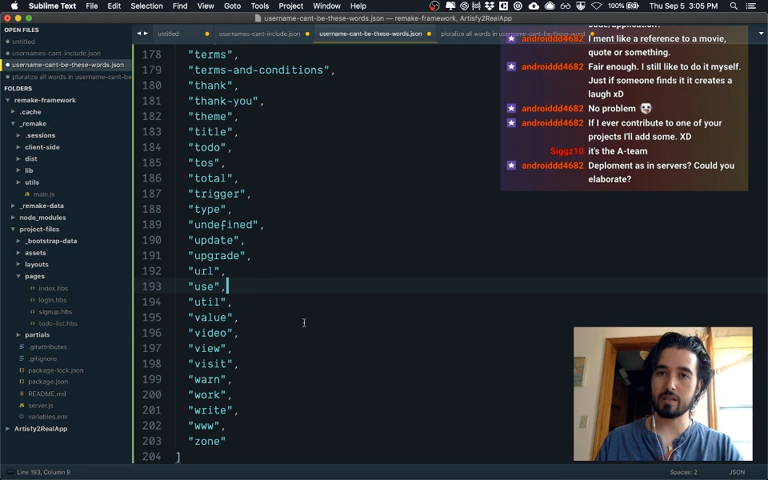 Sublime Text File Edit Selection Find View Goto Tools Project Window Help 100% Thu Sep 5 3:05 PM
username-cant-be-these-words.json — remake-framework, Artisfy2RealApp
OPEN FILES
untitled
usernames-cant-include.json
username-cant-be-these-words.json
pluralize all words in username-cant-be
FOLDERS
remake-framework
.cache
_remake
.sessions
client-side
dist
lib
utils
main.js
_remake-data
node_modules
project-files
_bootstrap-data
assets
layouts
pages
index.hbs
login.hbs
signup.hbs
todo-list.hbs
partials
.gitattributes
.gitignore
package-lock.json
package.json
README.md
server.js
variables.env
Artisfy2RealApp
untitled
usernames-cant-include.json
username-cant-be-these-words.json
pluralize all words in username-cant-be-these-words
178 "terms",
179 "terms-and-conditions",
180 "thank",
181 "thank-you",
182 "theme",
183 "title",
184 "todo",
185 "tos",
186 "total",
187 "trigger",
188 "type",
189 "undefined",
190 "update",
191 "upgrade",
192 "url",
193 "use",
194 "util",
195 "value",
196 "video",
197 "view",
198 "visit",
199 "warn",
200 "work",
201 "write",
202 "www",
203 "zone"
204 ]
androiddd4682 I ment like a reference to a movie,
quote or something.
androiddd4682 Fair enough. I still like to do it myself.
Just if someone finds it it creates a
laugh xD
androiddd4682 No problem
androiddd4682 If I ever contribute to one of your
projects I'll add some. XD
Siggz10 it's the A-team
androiddd4682 Deploment as in servers? Could you
elaborate?
Line 193, Column 9
Spaces: 2
JSON